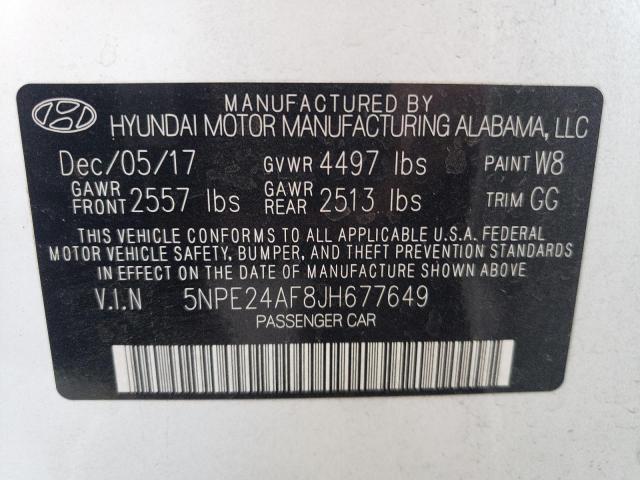 MANUFACTURED BY
HYUNDAI MOTOR MANUFACTURING ALABAMA, LLC
Dec/05/17 GVWR 4497 lbs PAINT W8
GAWR FRONT 2557 lbs GAWR REAR 2513 lbs TRIM GG
THIS VEHICLE CONFORMS TO ALL APPLICABLE U.S.A. FEDERAL
MOTOR VEHICLE SAFETY, BUMPER, AND THEFT PREVENTION STANDARDS
IN EFFECT ON THE DATE OF MANUFACTURE SHOWN ABOVE
V.I.N 5NPE24AF8JH677649
PASSENGER CAR